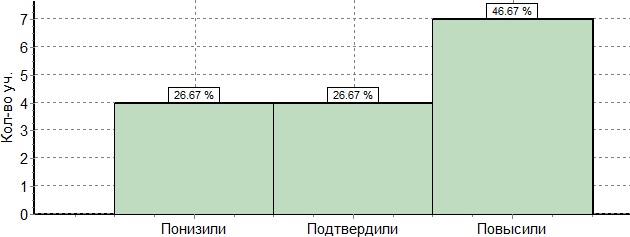 46.67 %
26.67 %
26.67 %
Кол-во уч.
7
6
5
4
3
2
1
0
Понизили
Подтвердили
Повысили